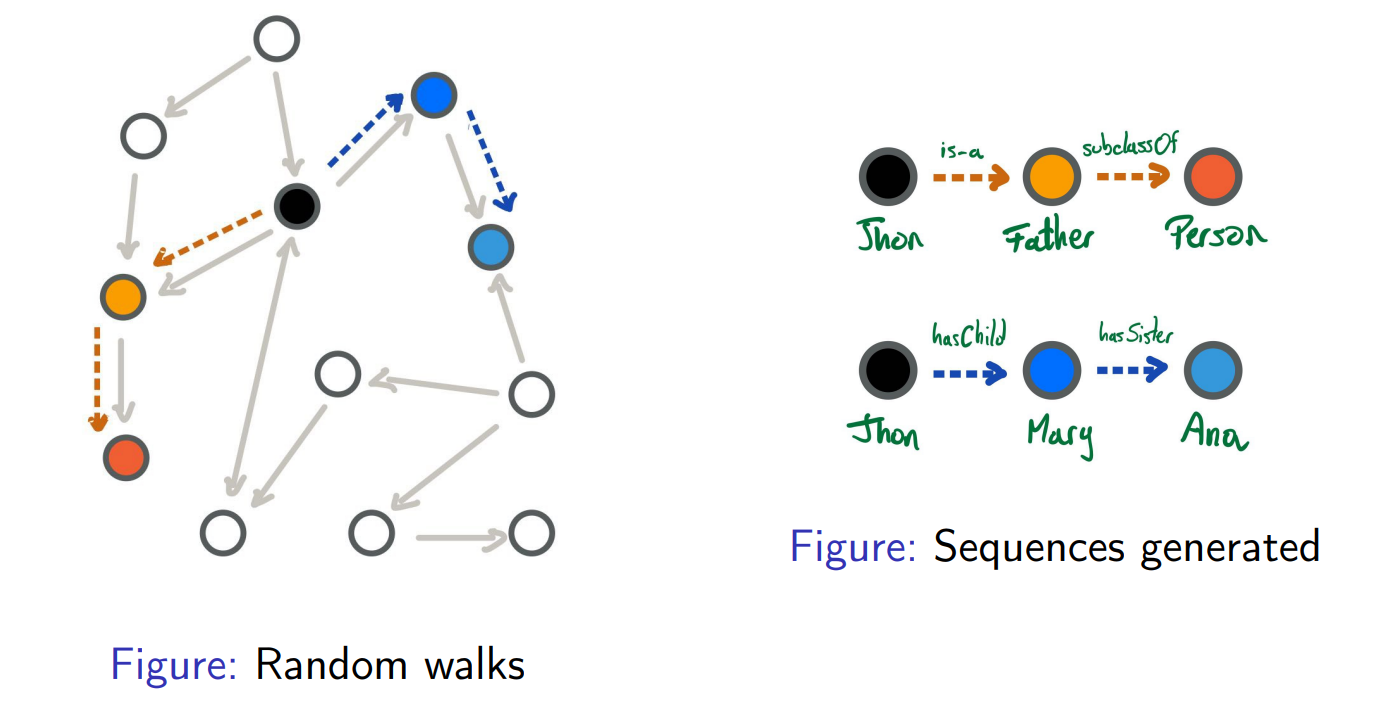 is-a subclassOf
Jhon Father Person
hasChild hasSister
Jhon Mary Ana
Figure: Sequences generated
Figure: Random walks